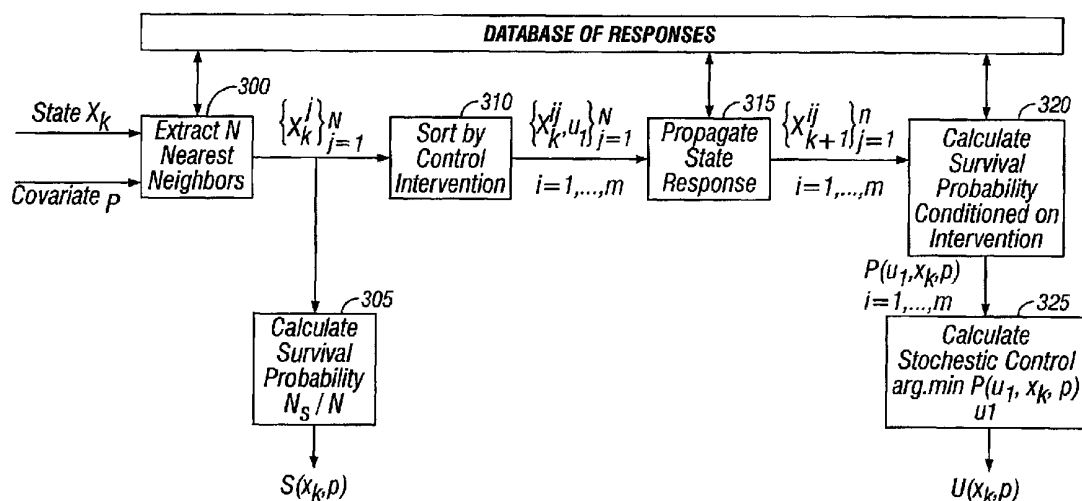 DATABASE OF RESPONSES
300
State X_k
Covariate P
Extract N
Nearest
Neighbors
{X_k^j}_{j=1}^N
310
Sort by
Control
Intervention
{X_k^{ij},u_1}_{j=1}^N
i=1,...,m
315
Propagate
State
Response
{X_{k+1}^{ij}}_{j=1}^n
i=1,...,m
320
Calculate
Survival
Probability
Conditioned on
Intervention
305
Calculate
Survival
Probability
N_S / N
S(x_k,p)
P(u_1,x_k,p)
i=1,...,m
325
Calculate
Stochestic Control
arg.min P(u_1, x_k, p)
u1
U(x_k,p)